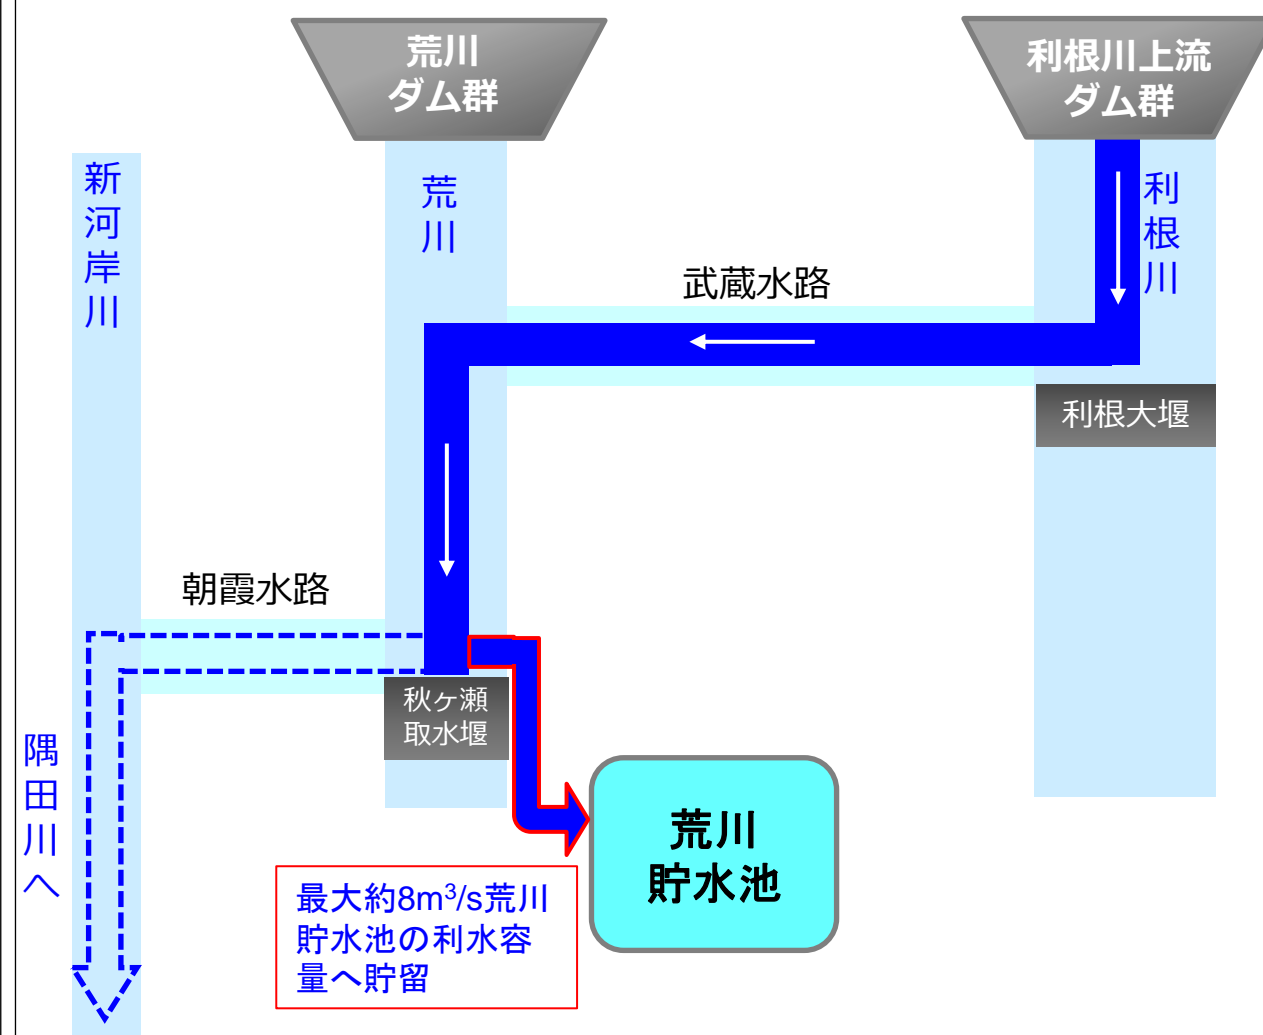 荒川
ダム群
利根川上流
ダム群
新河岸川
荒川
利根川
武蔵水路
利根大堰
朝霞水路
秋ヶ瀬
取水堰
隅田川へ
荒川
貯水池
最大約8m³/s荒川
貯水池の利水容
量へ貯留